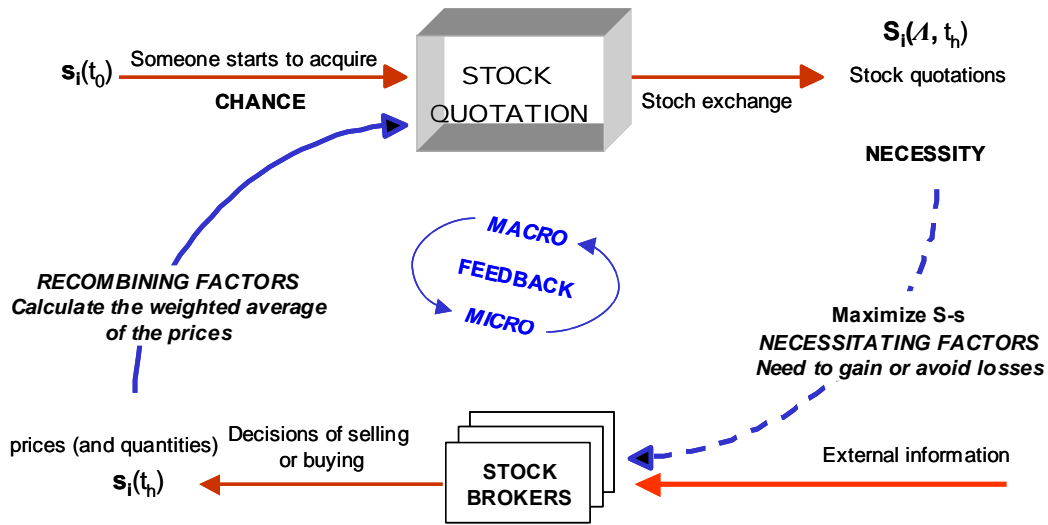 sᵢ(t₀)
Someone starts to acquire
CHANCE
STOCK
QUOTATION
Stoch exchange
Sᵢ(Λ, tₕ)
Stock quotations
NECESSITY
MACRO
FEEDBACK
MICRO
RECOMBINING FACTORS
Calculate the weighted average
of the prices
Maximize S-s
NECESSITATING FACTORS
Need to gain or avoid losses
prices (and quantities)
sᵢ(tₕ)
Decisions of selling
or buying
STOCK
BROKERS
External information